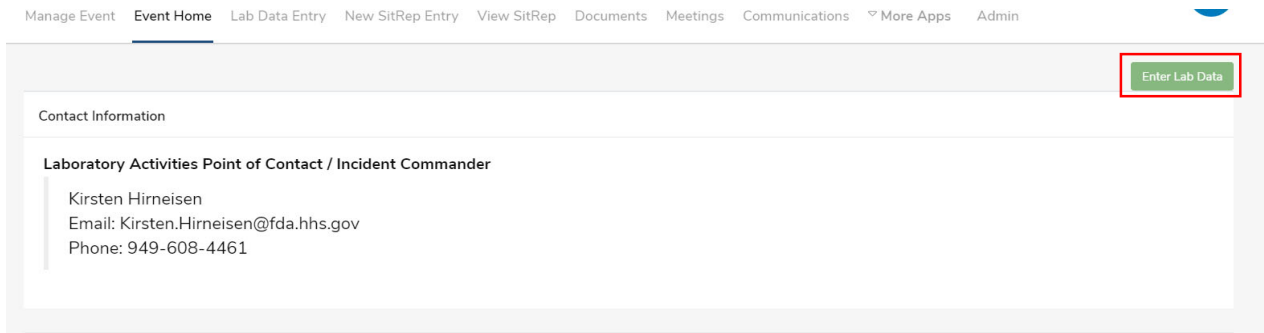 Manage Event Event Home Lab Data Entry New SitRep Entry View SitRep Documents Meetings Communications More Apps Admin
Enter Lab Data
Contact Information
Laboratory Activities Point of Contact / Incident Commander
Kirsten Hirneisen
Email: Kirsten.Hirneisen@fda.hhs.gov
Phone: 949-608-4461